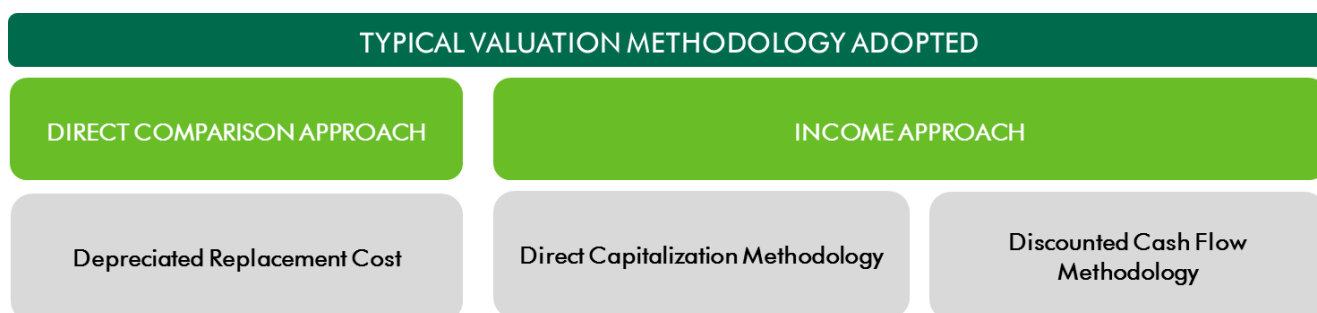 TYPICAL VALUATION METHODOLOGY ADOPTED
DIRECT COMPARISON APPROACH
INCOME APPROACH
Depreciated Replacement Cost
Direct Capitalization Methodology
Discounted Cash Flow
Methodology